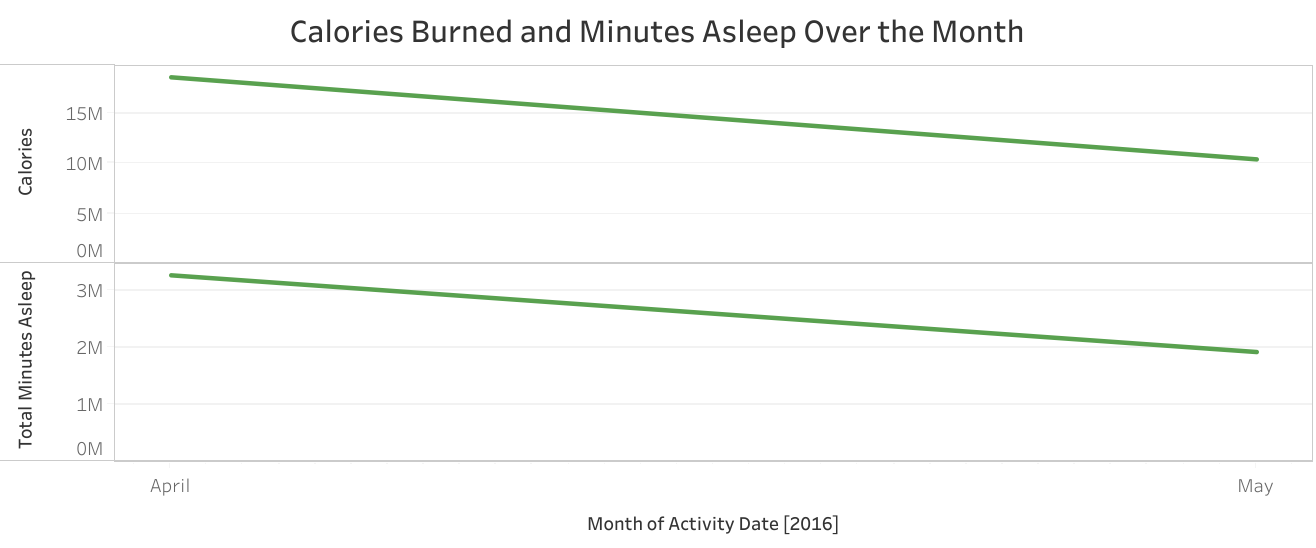 Calories Burned and Minutes Asleep Over the Month
Calories
15M
10M
5M
0M
Total Minutes Asleep
3M
2M
1M
0M
April
May
Month of Activity Date [2016]